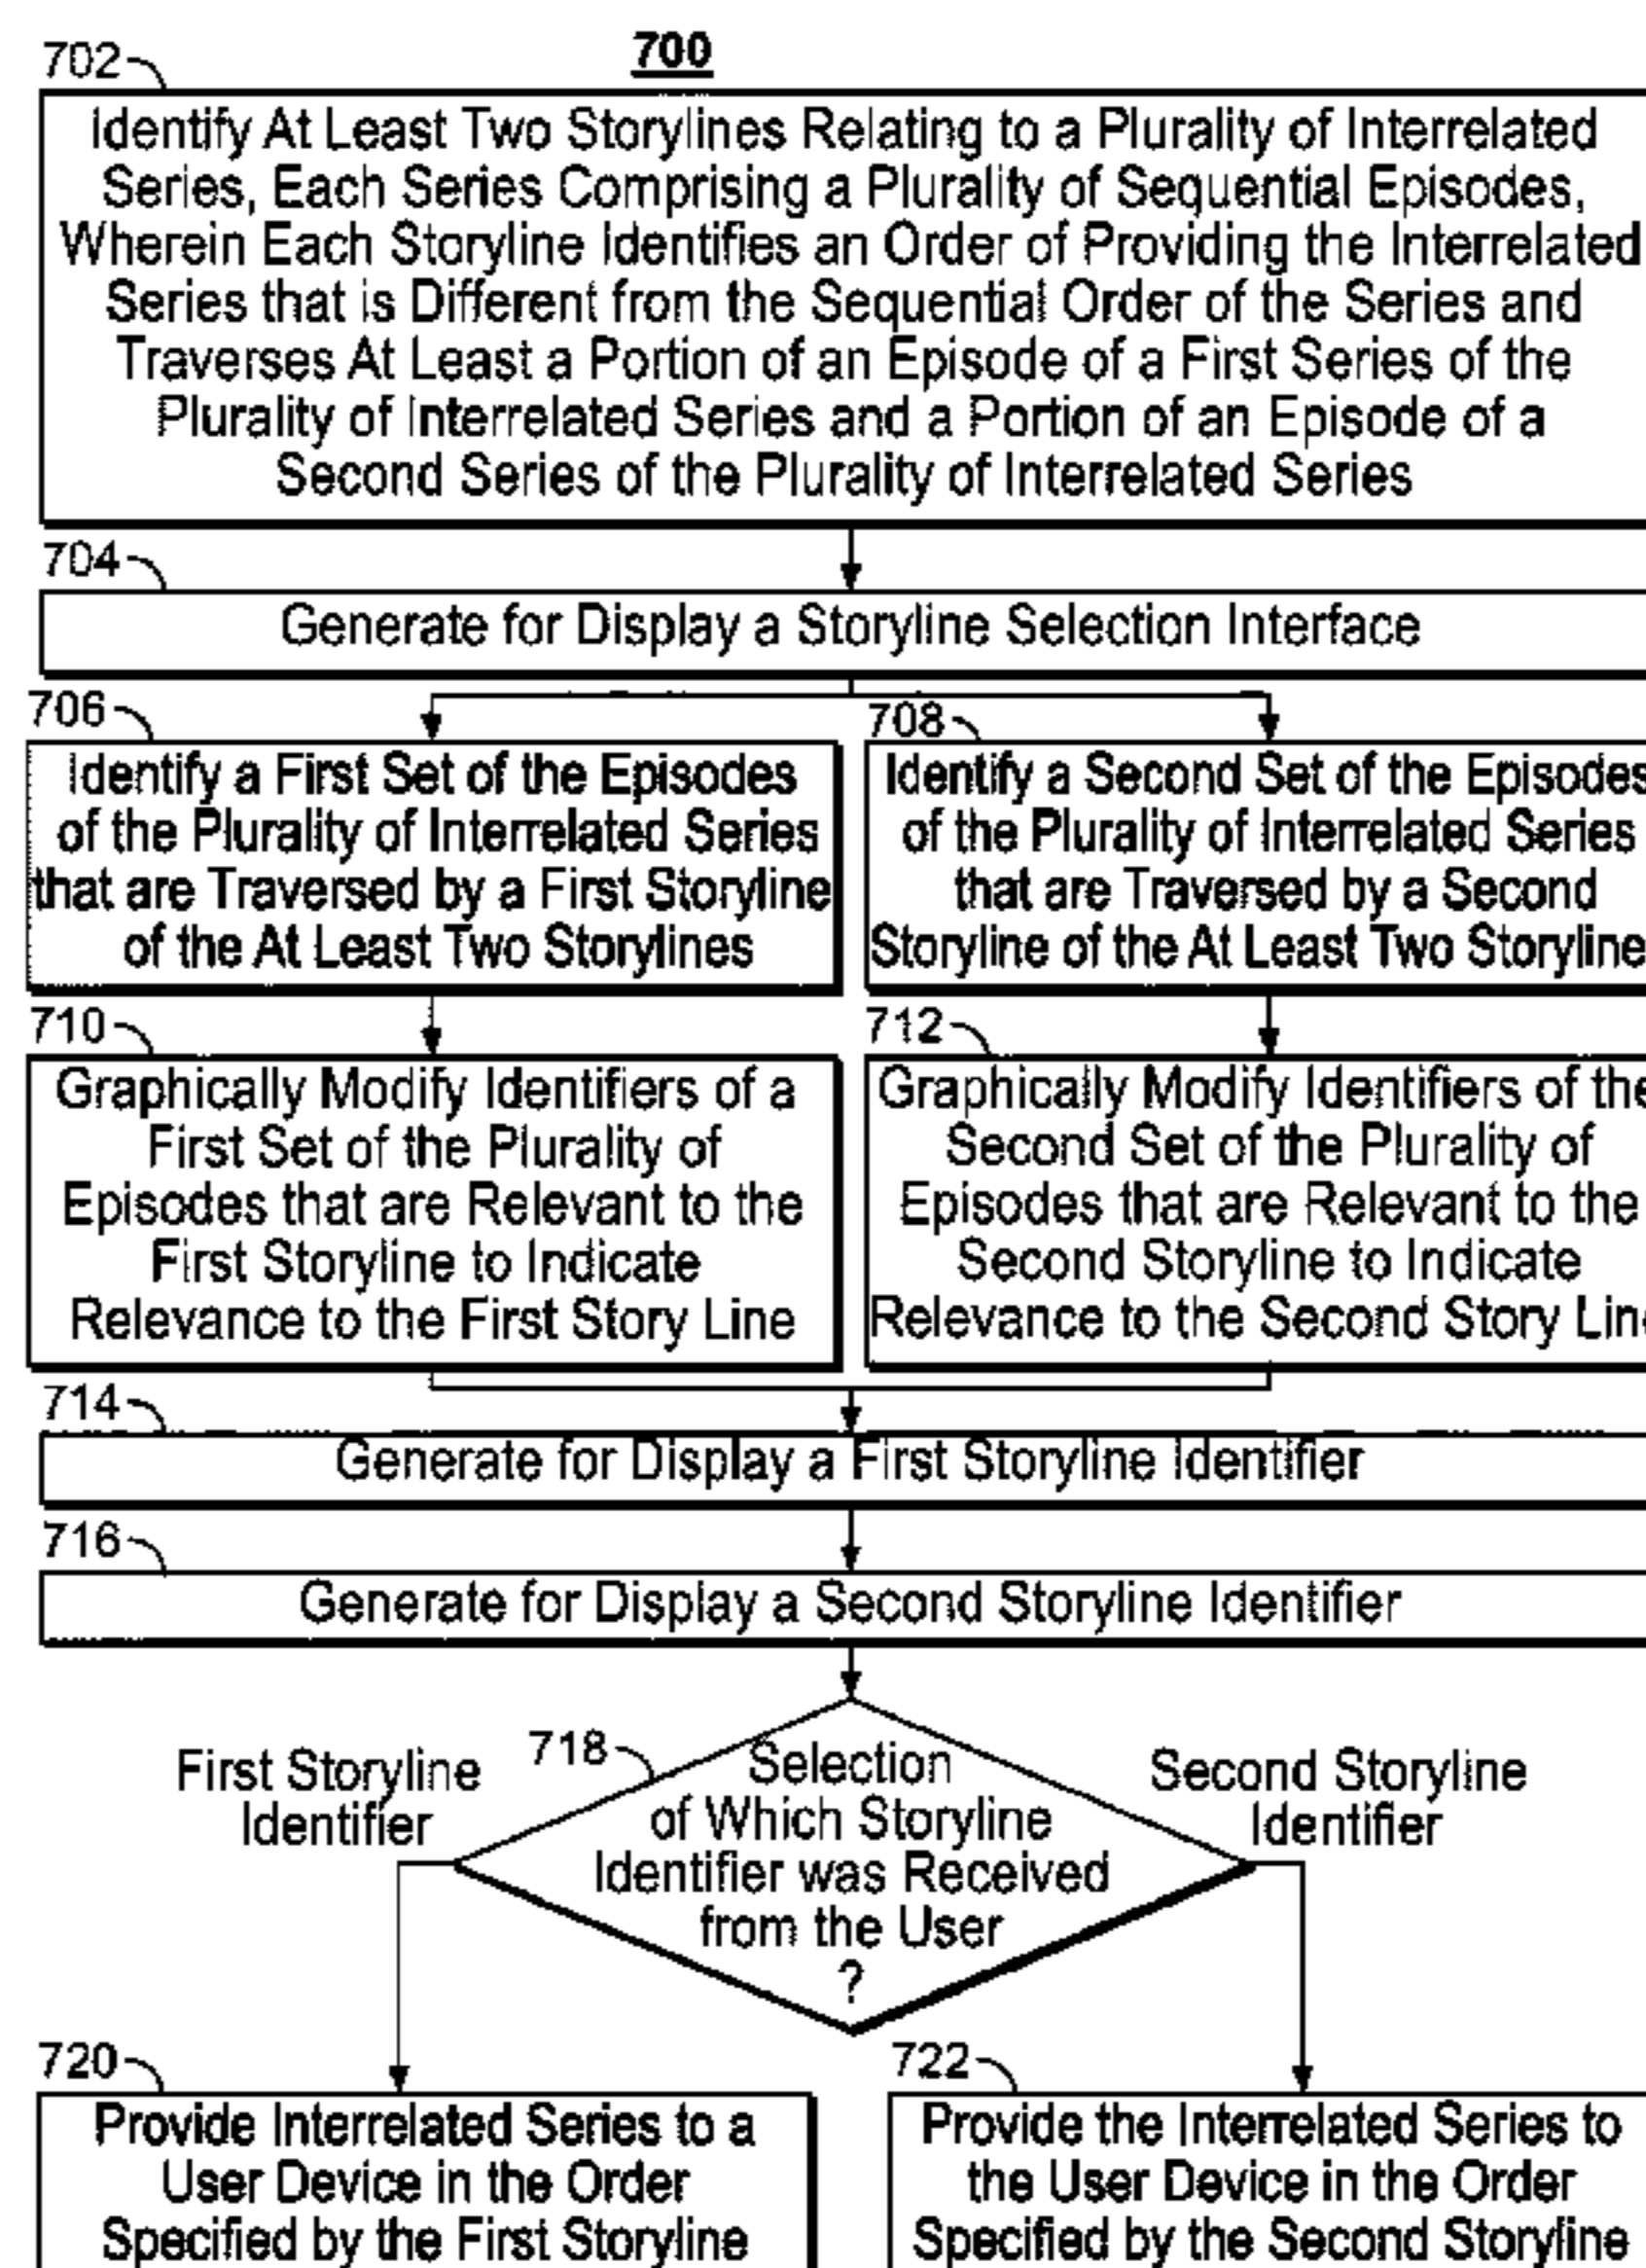 700
702
Identify At Least Two Storylines Relating to a Plurality of Interrelated
Series, Each Series Comprising a Plurality of Sequential Episodes,
Wherein Each Storyline Identifies an Order of Providing the Interrelated
Series that is Different from the Sequential Order of the Series and
Traverses At Least a Portion of an Episode of a First Series of the
Plurality of Interrelated Series and a Portion of an Episode of a
Second Series of the Plurality of Interrelated Series
704
Generate for Display a Storyline Selection Interface
706
Identify a First Set of the Episodes
of the Plurality of Interrelated Series
that are Traversed by a First Storyline
of the At Least Two Storylines
708
Identify a Second Set of the Episodes
of the Plurality of Interrelated Series
that are Traversed by a Second
Storyline of the At Least Two Storyline
710
Graphically Modify Identifiers of a
First Set of the Plurality of
Episodes that are Relevant to the
First Storyline to Indicate
Relevance to the First Story Line
712
Graphically Modify Identifiers of the
Second Set of the Plurality of
Episodes that are Relevant to the
Second Storyline to Indicate
Relevance to the Second Story Line
714
Generate for Display a First Storyline Identifier
716
Generate for Display a Second Storyline Identifier
718
Selection
of Which Storyline
Identifier was Received
from the User
?
First Storyline
Identifier
Second Storyline
Identifier
720
Provide Interrelated Series to a
User Device in the Order
Specified by the First Storyline
722
Provide the Interrelated Series to
the User Device in the Order
Specified by the Second Storyline